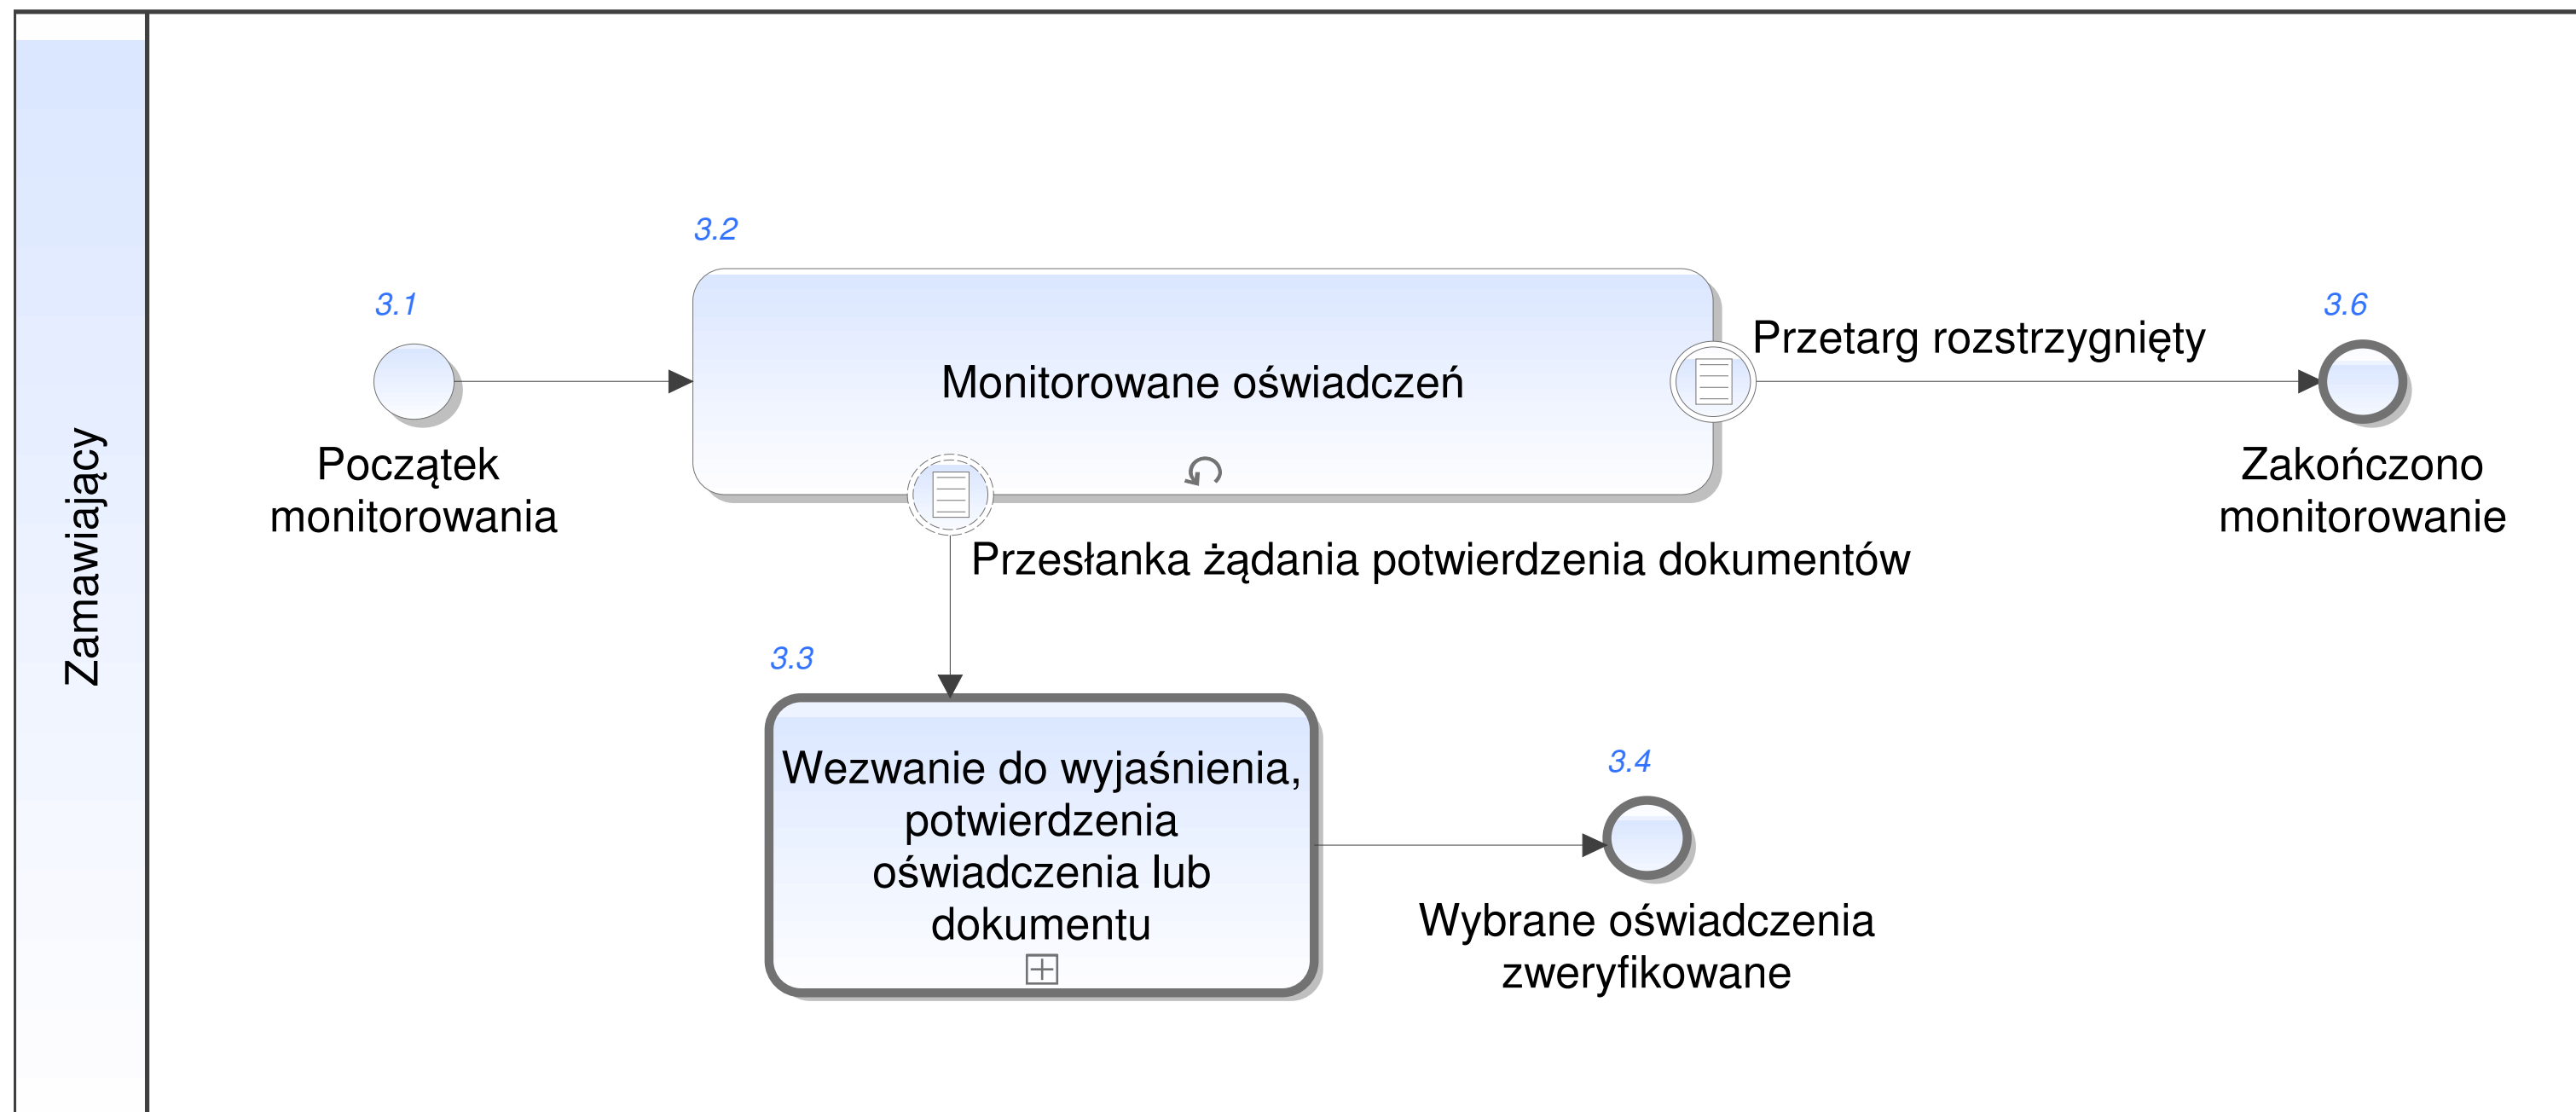 Zamawiający
3.1
Początek
monitorowania
3.2
Monitorowane oświadczeń
Przetarg rozstrzygnięty
3.6
Zakończono
monitorowanie
Przesłanka żądania potwierdzenia dokumentów
3.3
Wezwanie do wyjaśnienia,
potwierdzenia
oświadczenia lub
dokumentu
3.4
Wybrane oświadczenia
zweryfikowane